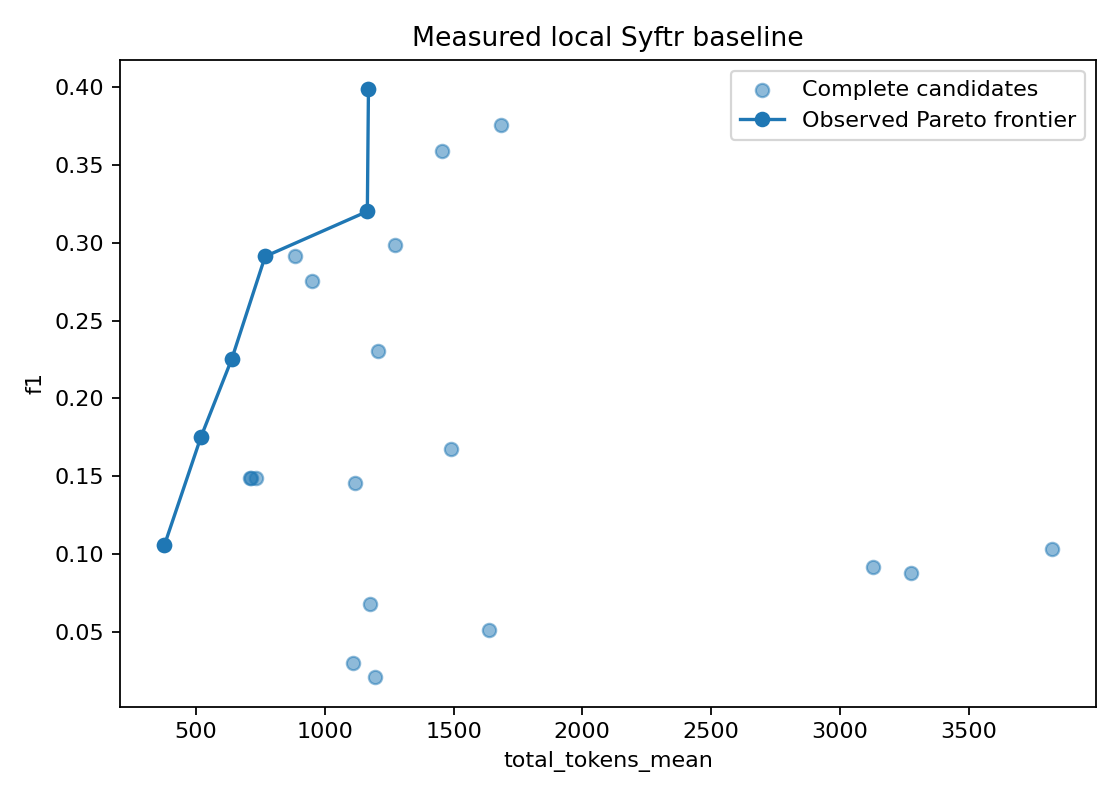 Measured local Syftr baseline
Complete candidates
Observed Pareto frontier
0.40
0.35
0.30
0.25
0.20
0.15
0.10
0.05
f1
500 1000 1500 2000 2500 3000 3500
total_tokens_mean